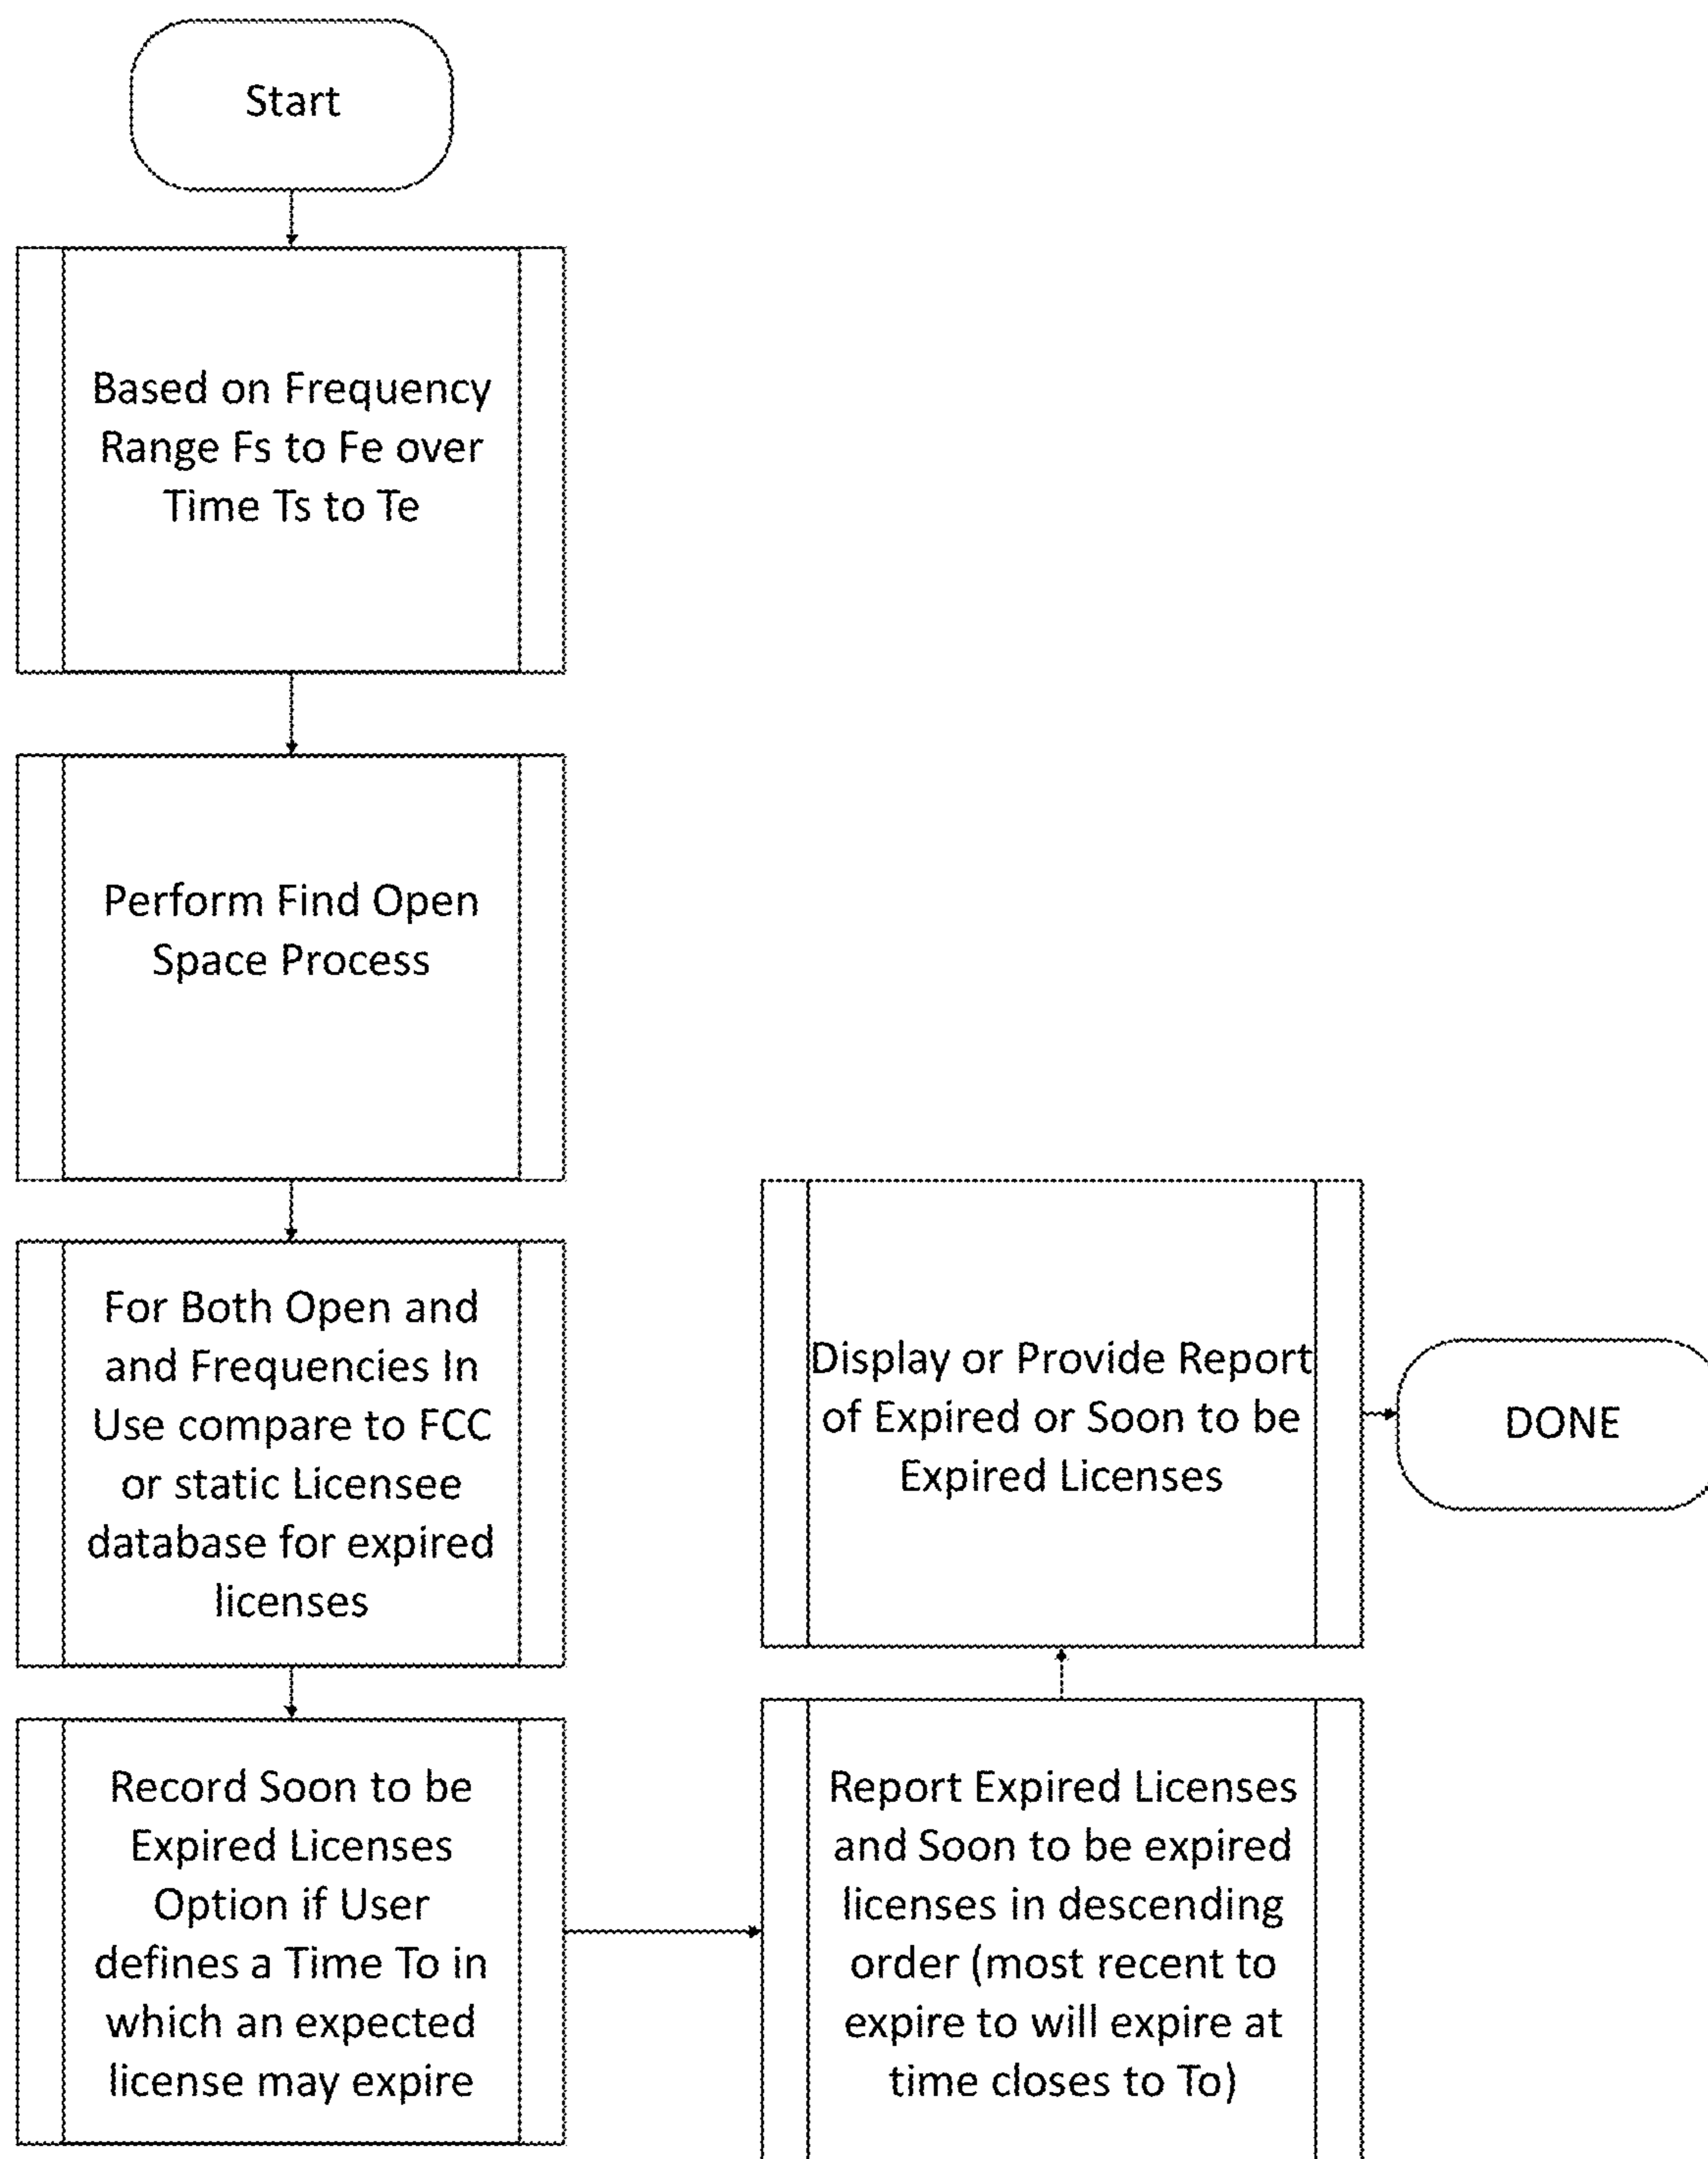 Start
Based on Frequency
Range Fs to Fe over
Time Ts to Te
Perform Find Open
Space Process
For Both Open and
and Frequencies In
Use compare to FCC
or static Licensee
database for expired
licenses
Record Soon to be
Expired Licenses
Option if User
defines a Time To in
which an expected
license may expire
Report Expired Licenses
and Soon to be expired
licenses in descending
order (most recent to
expire to will expire at
time closes to To)
Display or Provide Report
of Expired or Soon to be
Expired Licenses
DONE